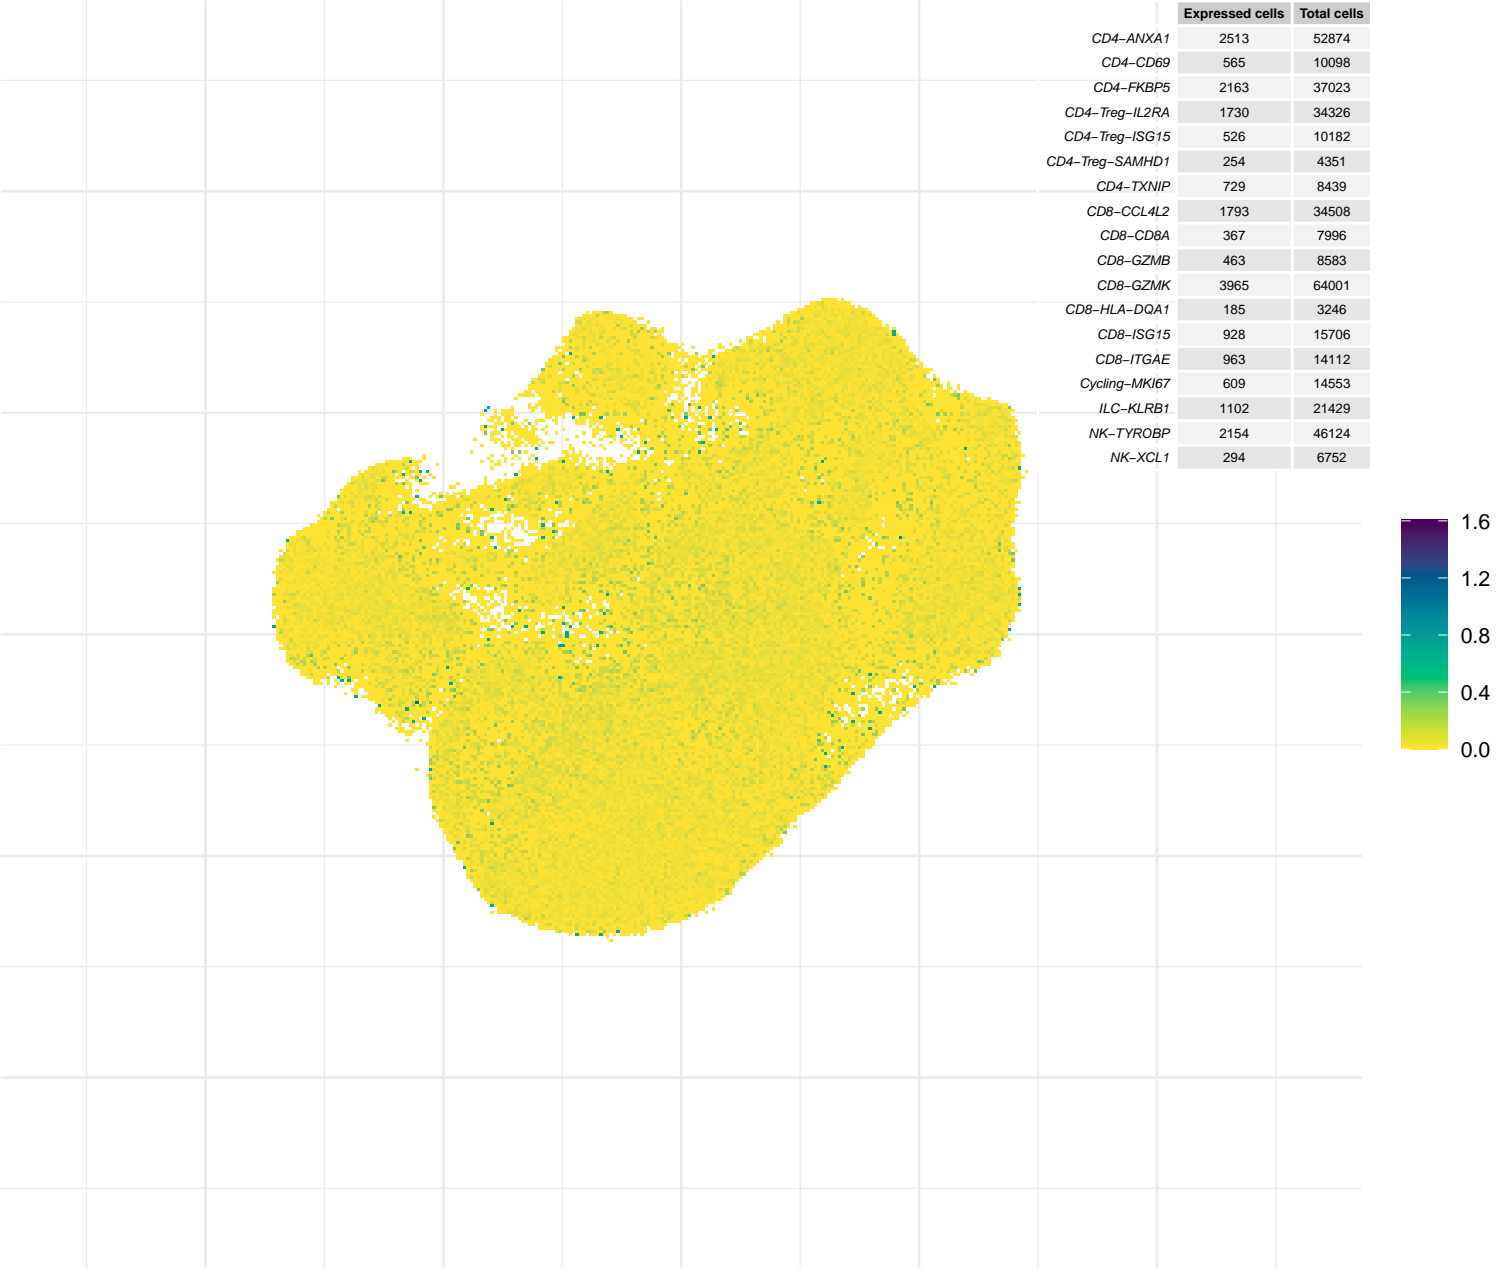 Expressed cells Total cells
CD4−ANXA1 2513 52874
CD4−CD69 565 10098
CD4−FKBP5 2163 37023
CD4−Treg−IL2RA 1730 34326
CD4−Treg−ISG15 526 10182
CD4−Treg−SAMHD1 254 4351
CD4−TXNIP 729 8439
CD8−CCL4L2 1793 34508
CD8−CD8A 367 7996
CD8−GZMB 463 8583
CD8−GZMK 3965 64001
CD8−HLA−DQA1 185 3246
CD8−ISG15 928 15706
CD8−ITGAE 963 14112
Cycling−MKI67 609 14553
ILC−KLRB1 1102 21429
NK−TYROBP 2154 46124
NK−XCL1 294 6752
1.6
1.2
0.8
0.4
0.0